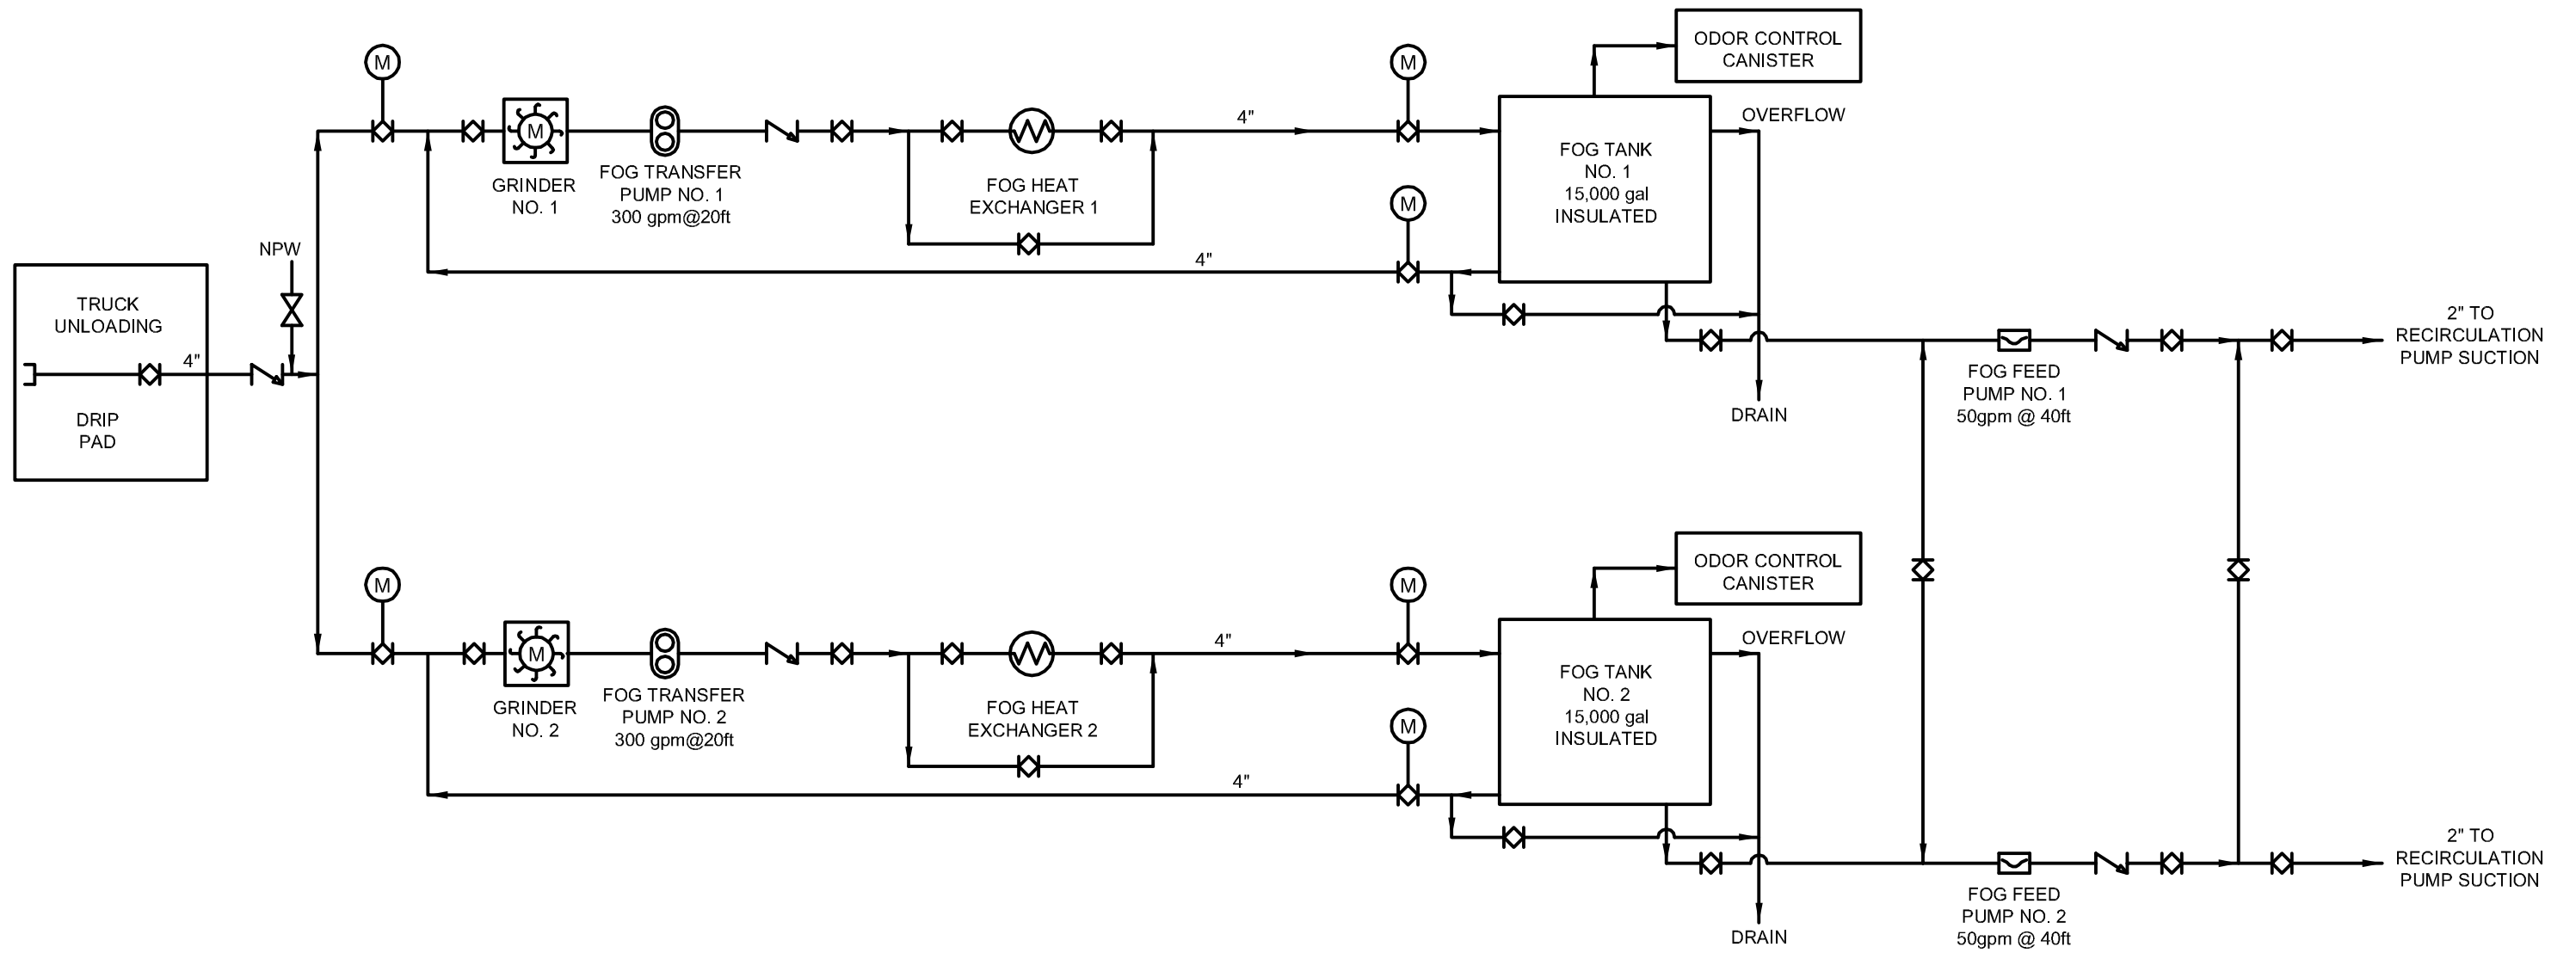 ODOR CONTROL
CANISTER
M
M
OVERFLOW
4"
M
FOG TANK
NO. 1
15,000 gal
INSULATED
FOG TRANSFER
PUMP NO. 1
300 gpm@20ft
GRINDER
NO. 1
FOG HEAT
EXCHANGER 1
M
NPW
4"
TRUCK
UNLOADING
4"
DRIP
PAD
2" TO
RECIRCULATION
PUMP SUCTION
FOG FEED
PUMP NO. 1
50gpm @ 40ft
DRAIN
ODOR CONTROL
CANISTER
M
M
OVERFLOW
4"
M
FOG TANK
NO. 2
15,000 gal
INSULATED
FOG TRANSFER
PUMP NO. 2
300 gpm@20ft
GRINDER
NO. 2
FOG HEAT
EXCHANGER 2
M
4"
2" TO
RECIRCULATION
PUMP SUCTION
FOG FEED
PUMP NO. 2
50gpm @ 40ft
DRAIN